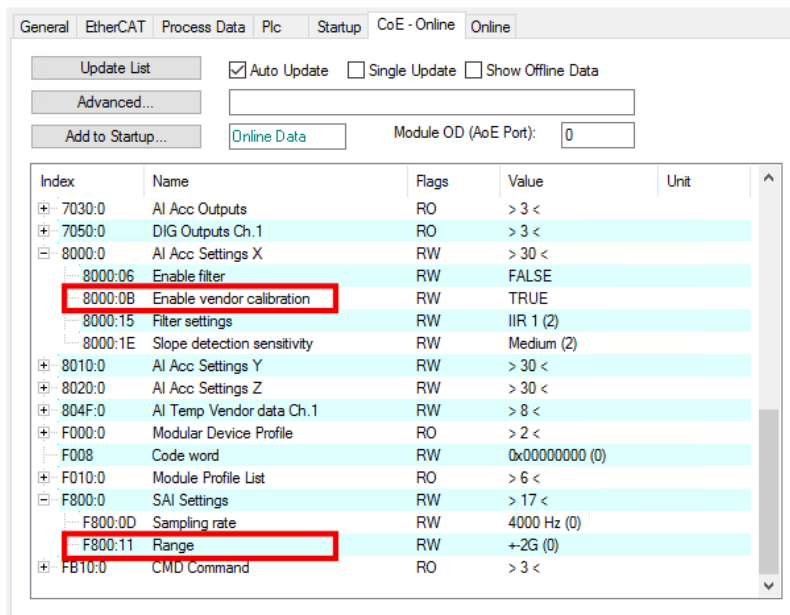 General EtherCAT Process Data Plc Startup CoE - Online Online
Update List Auto Update Single Update Show Offline Data
Advanced...
Add to Startup... Online Data Module OD (AoE Port): 0
Index Name Flags Value Unit
7030:0 AI Acc Outputs RO > 3 <
7050:0 DIG Outputs Ch.1 RO > 3 <
8000:0 AI Acc Settings X RW > 30 <
8000:06 Enable filter RW FALSE
8000:0B Enable vendor calibration RW TRUE
8000:15 Filter settings RW IIR 1 (2)
8000:1E Slope detection sensitivity RW Medium (2)
8010:0 AI Acc Settings Y RW > 30 <
8020:0 AI Acc Settings Z RW > 30 <
804F:0 AI Temp Vendor data Ch.1 RW > 8 <
F000:0 Modular Device Profile RO > 2 <
F008 Code word RW 0x00000000 (0)
F010:0 Module Profile List RO > 6 <
F800:0 SAI Settings RW > 17 <
F800:0D Sampling rate RW 4000 Hz (0)
F800:11 Range RW +-2G (0)
FB10:0 CMD Command RO > 3 <